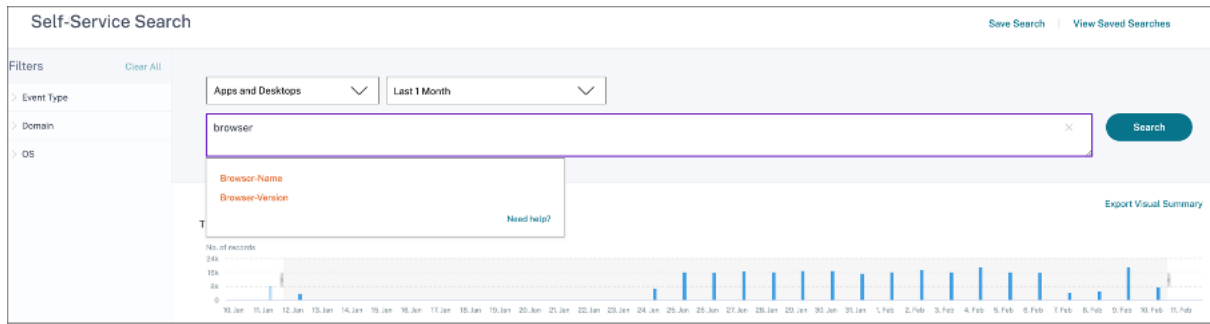 Self-Service Search
Save Search
View Saved Searches
Filters
Clear All
Event Type
Domain
OS
Apps and Desktops
Last 1 Month
browser
Search
Browser-Name
Browser-Version
Need help?
Export Visual Summary
T
No. of records
24k
15k
8k
0
10. Jan 11. Jan 12. Jan 13. Jan 14. Jan 15. Jan 16. Jan 17. Jan 18. Jan 19. Jan 20. Jan 21. Jan 22. Jan 23. Jan 24. Jan 25. Jan 26. Jan 27. Jan 28. Jan 29. Jan 30. Jan 31. Jan 1. Feb 2. Feb 3. Feb 4. Feb 5. Feb 6. Feb 7. Feb 8. Feb 9. Feb 10. Feb 11. Feb